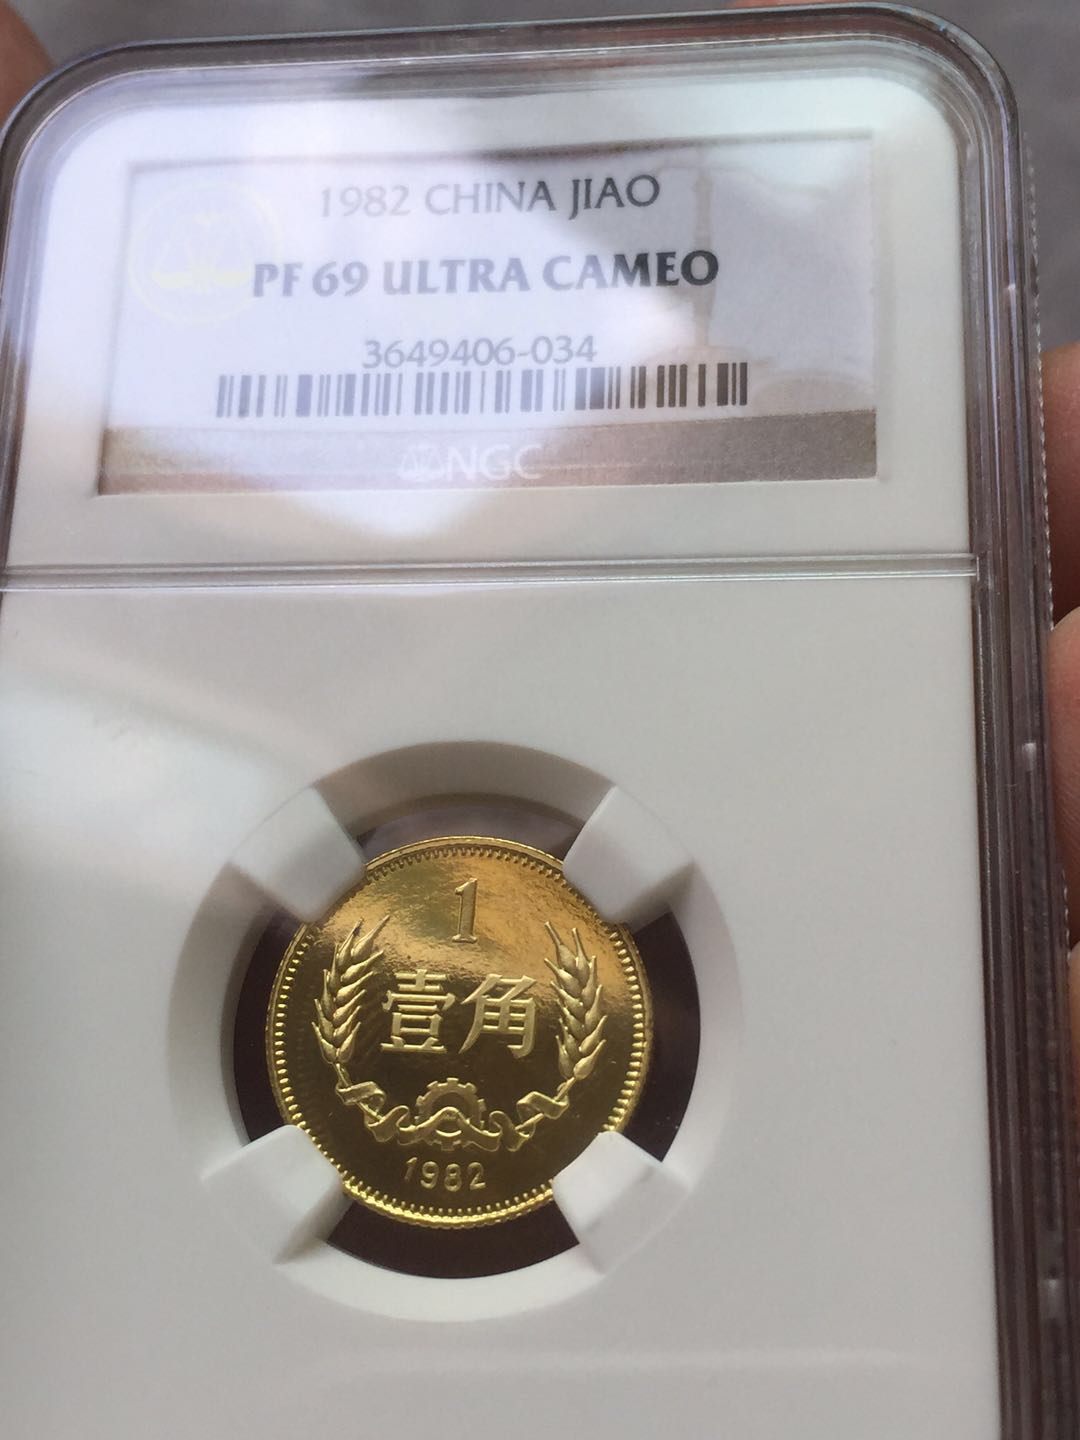 1982 CHINA JIAO
PF 69 ULTRA CAMEO
3649406-034
NGC
1
壹角
1982